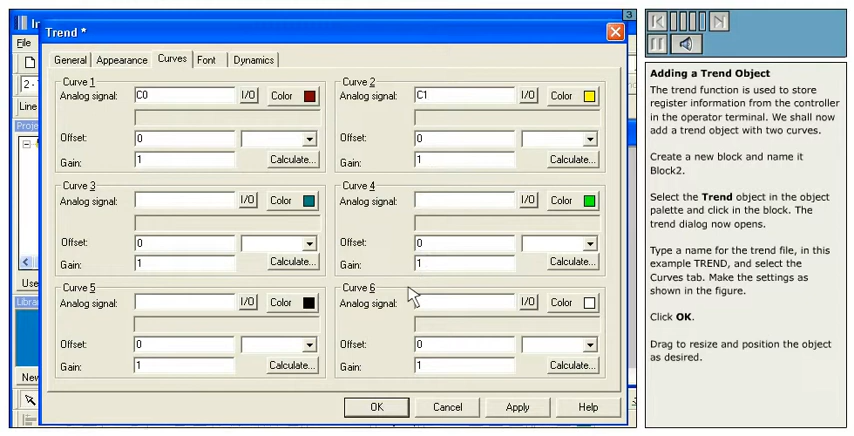 In
3
Trend *
File
General
Appearance
Curves
Font
Dynamics
Curve 1
Analog signal:
C0
I/O
Color
Offset:
0
Gain:
1
Calculate...
Curve 2
Analog signal:
C1
I/O
Color
Offset:
0
Gain:
1
Calculate...
Curve 3
Analog signal:
I/O
Color
Offset:
0
Gain:
1
Calculate...
Curve 4
Analog signal:
I/O
Color
Offset:
0
Gain:
1
Calculate...
Curve 5
Analog signal:
I/O
Color
Offset:
0
Gain:
1
Calculate...
Curve 6
Analog signal:
I/O
Color
Offset:
0
Gain:
1
Calculate...
OK
Cancel
Apply
Help
Line
Proje
Use
Librar
New
Adding a Trend Object
The trend function is used to store
register information from the controller
in the operator terminal. We shall now
add a trend object with two curves.
Create a new block and name it
Block2.
Select the Trend object in the object
palette and click in the block. The
trend dialog now opens.
Type a name for the trend file, in this
example TREND, and select the
Curves tab. Make the settings as
shown in the figure.
Click OK.
Drag to resize and position the object
as desired.